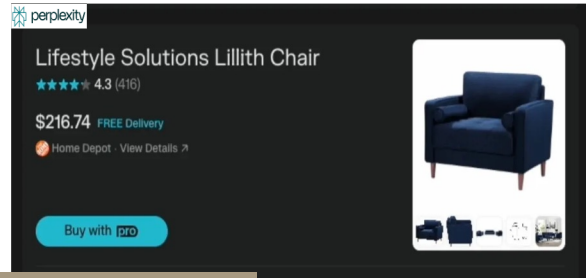 perplexity
Lifestyle Solutions Lillith Chair
4.3 (416)
$216.74 FREE Delivery
Home Depot · View Details ↗
Buy with pro